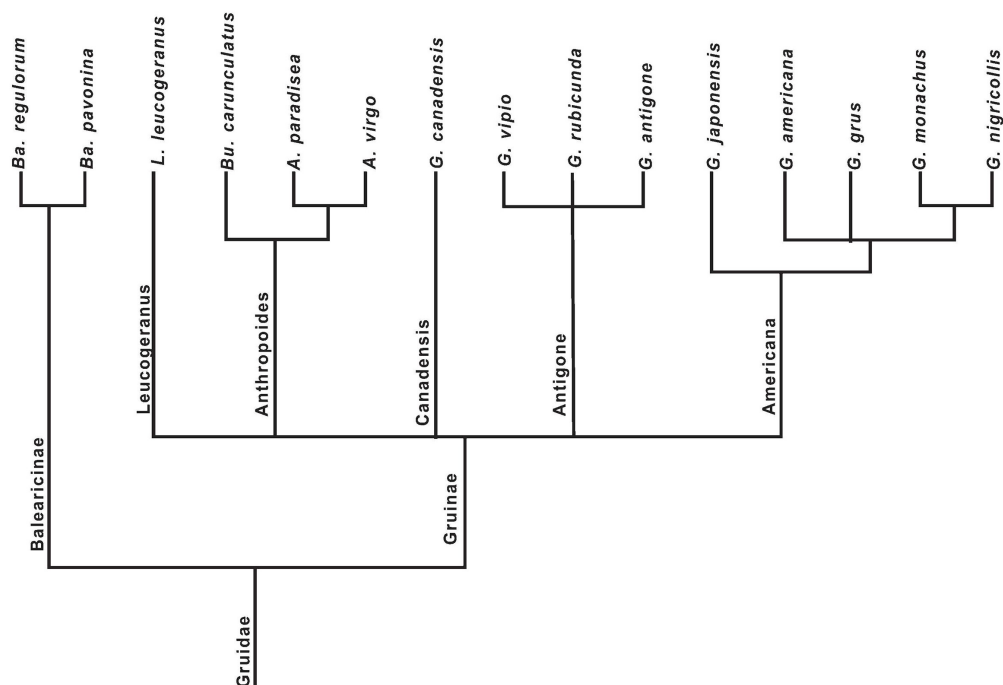 Ba. regulorum
Ba. pavonina
L. leucogeranus
Bu. carunculatus
A. paradisea
A. virgo
G. canadensis
G. vipio
G. rubicunda
G. antigone
G. japonensis
G. americana
G. grus
G. monachus
G. nigricollis
Leucogeranus
Anthropoides
Canadensis
Antigone
Americana
Balearicinae
Gruinae
Gruidae